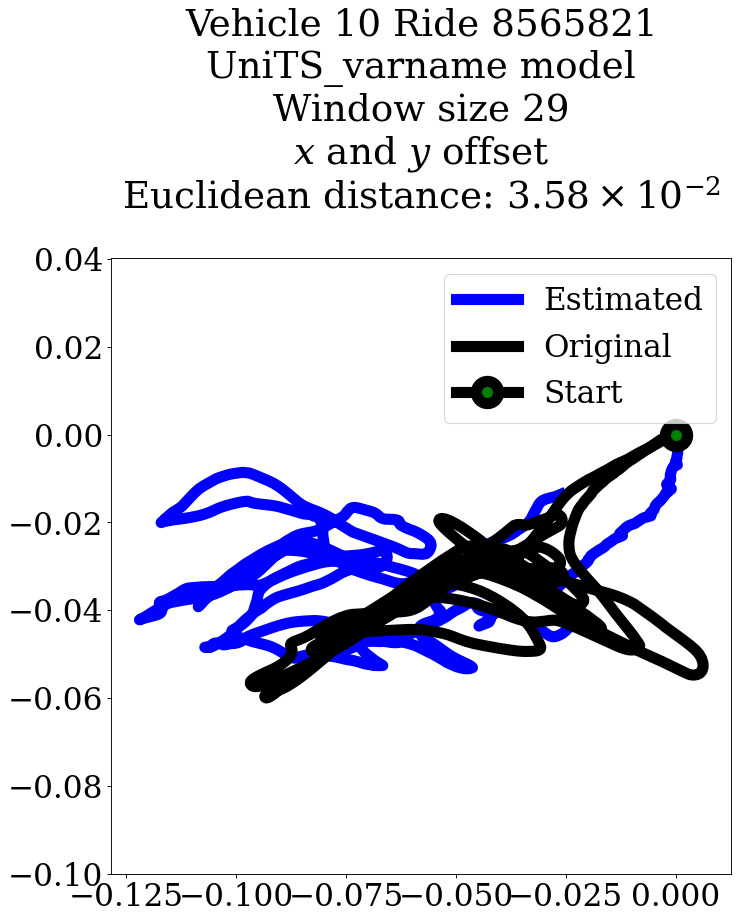 Vehicle 10 Ride 8565821
UniTS_varname model
Window size 29
x and y offset
Euclidean distance: 3.58 × 10⁻²
Estimated
Original
Start
0.04
0.02
0.00
−0.02
−0.04
−0.06
−0.08
−0.10
−0.125 −0.100 −0.075 −0.050 −0.025 0.000